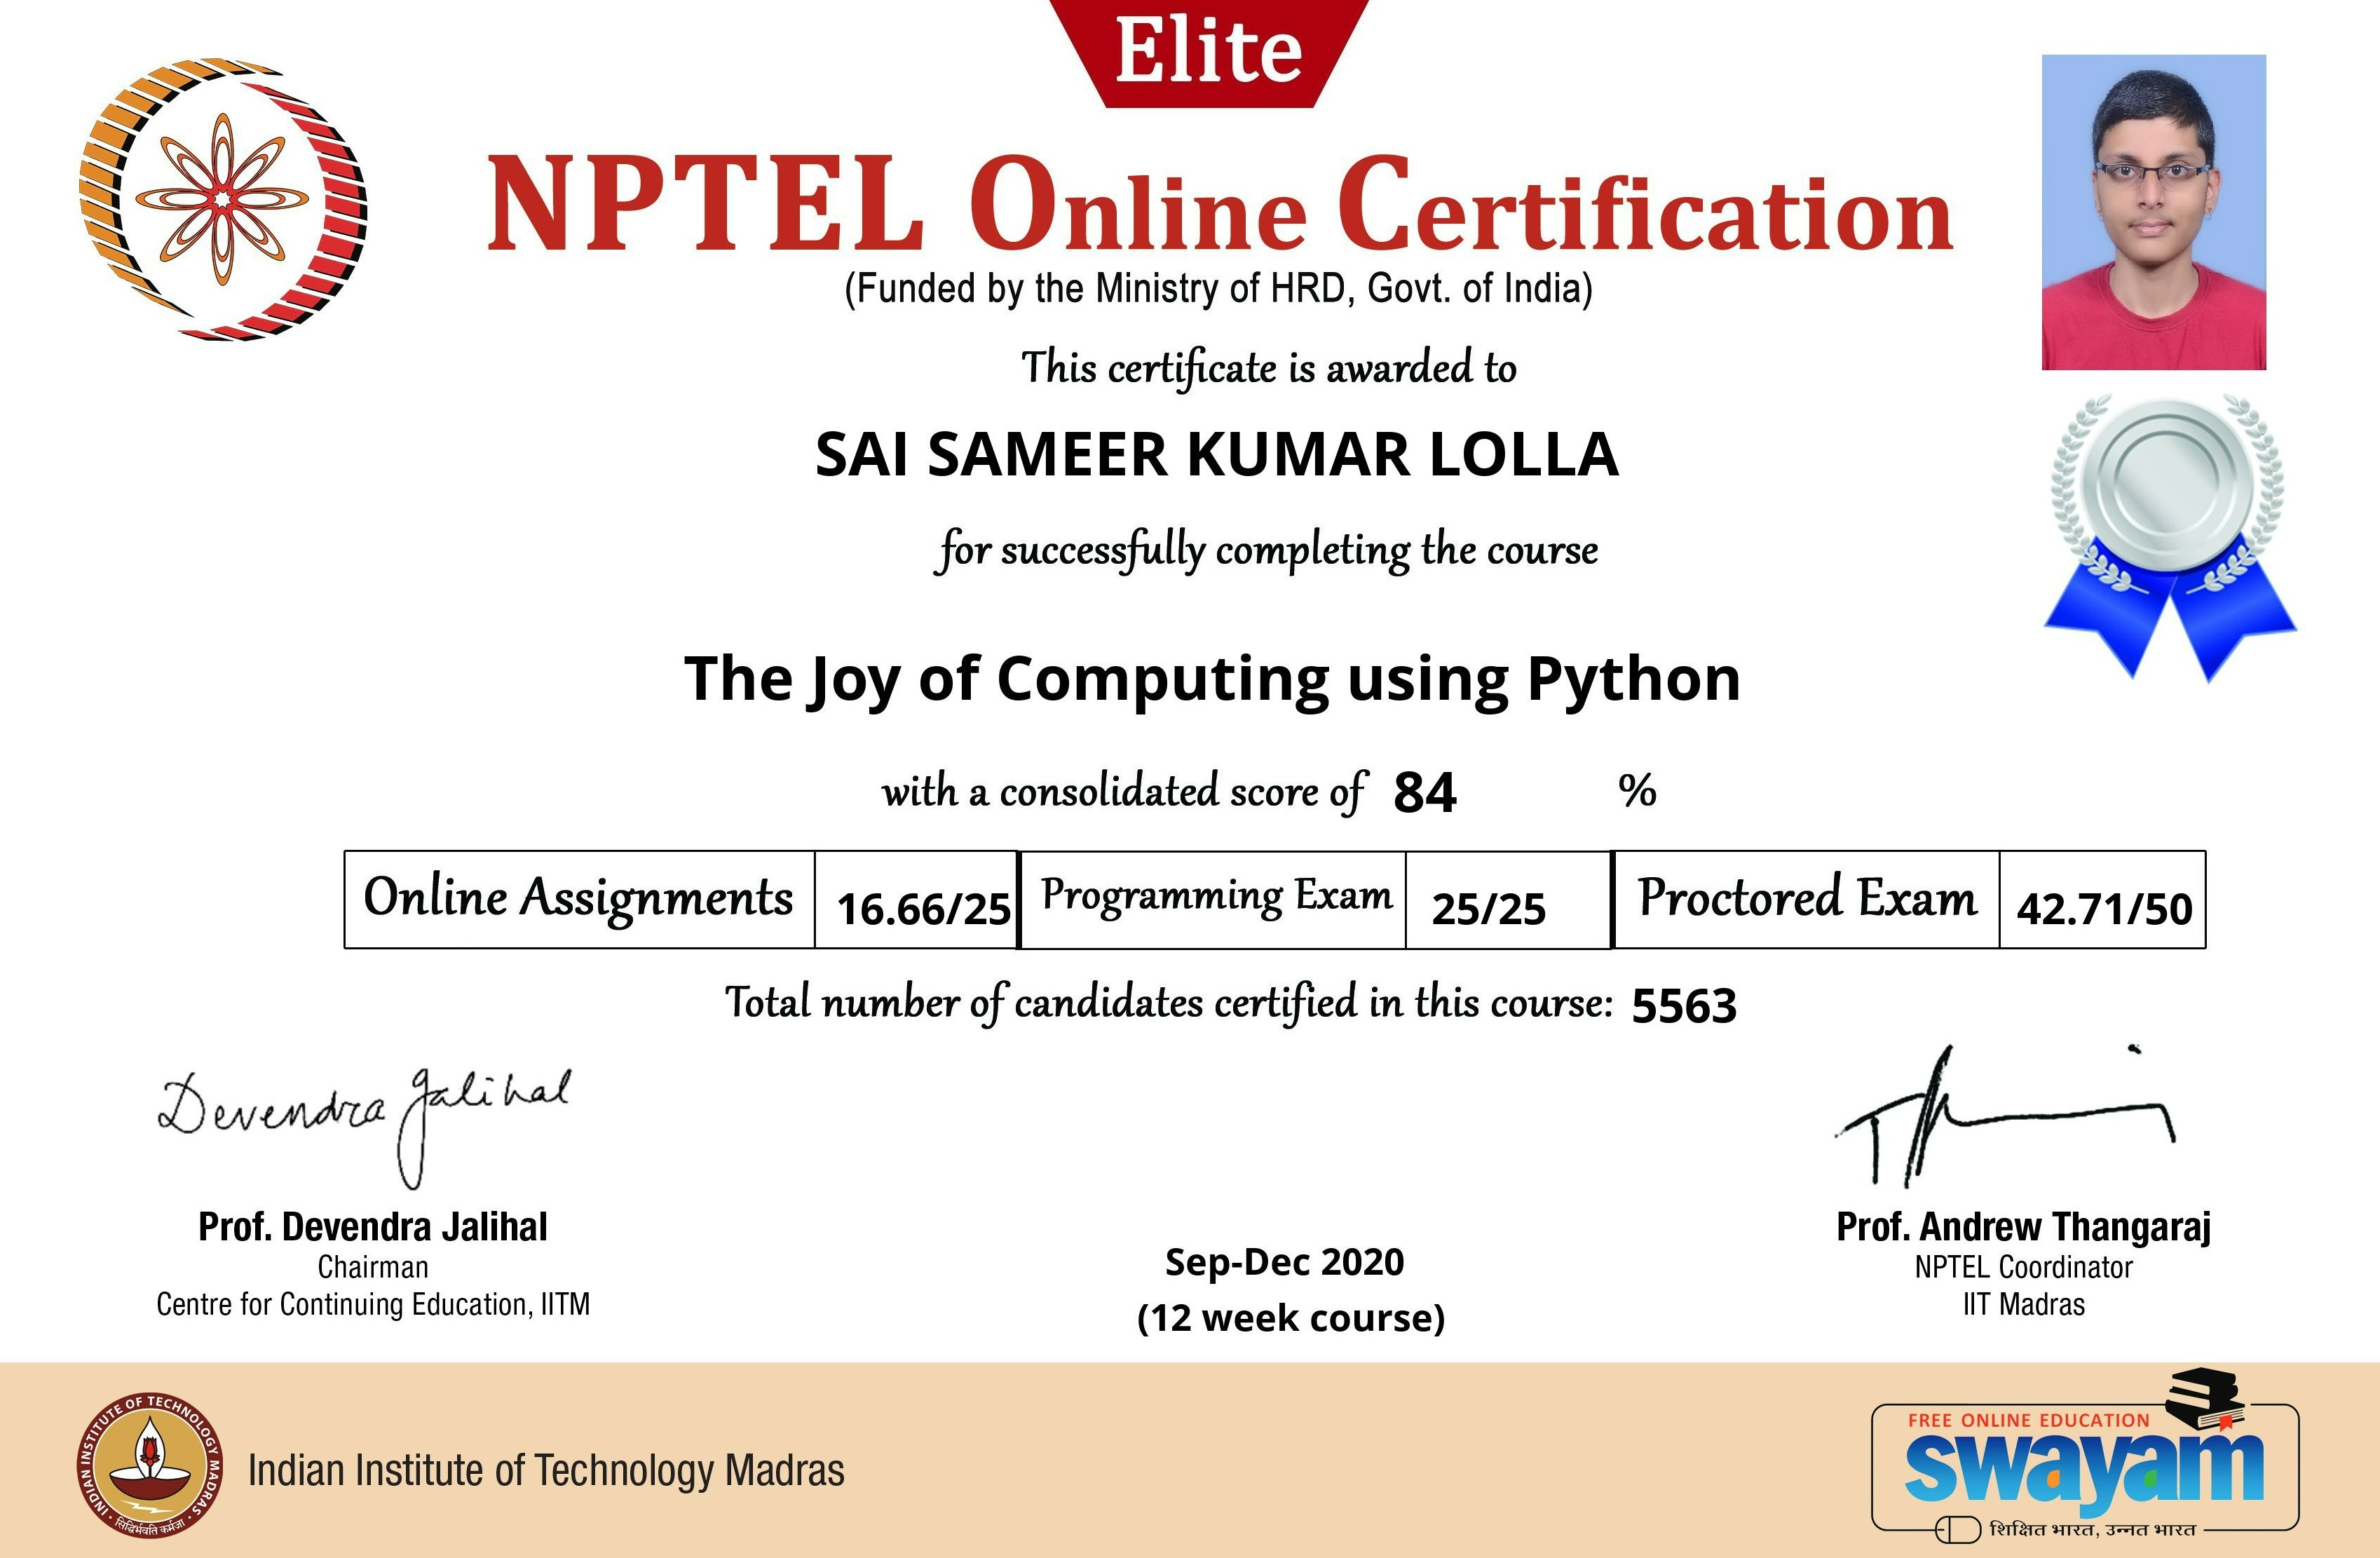 Elite
NPTEL Online Certification
(Funded by the Ministry of HRD, Govt. of India)
This certificate is awarded to
SAI SAMEER KUMAR LOLLA
for successfully completing the course
The Joy of Computing using Python
with a consolidated score of 84 %
Online Assignments 16.66/25 Programming Exam 25/25 Proctored Exam 42.71/50
Total number of candidates certified in this course: 5563
Devendra Jalihal
Prof. Devendra Jalihal
Chairman
Centre for Continuing Education, IITM
Sep-Dec 2020
(12 week course)
Prof. Andrew Thangaraj
NPTEL Coordinator
IIT Madras
INDIAN INSTITUTE OF TECHNOLOGY MADRAS
सिद्धिर्भवति कर्मजा
Indian Institute of Technology Madras
FREE ONLINE EDUCATION
swayam
शिक्षित भारत, उन्नत भारत